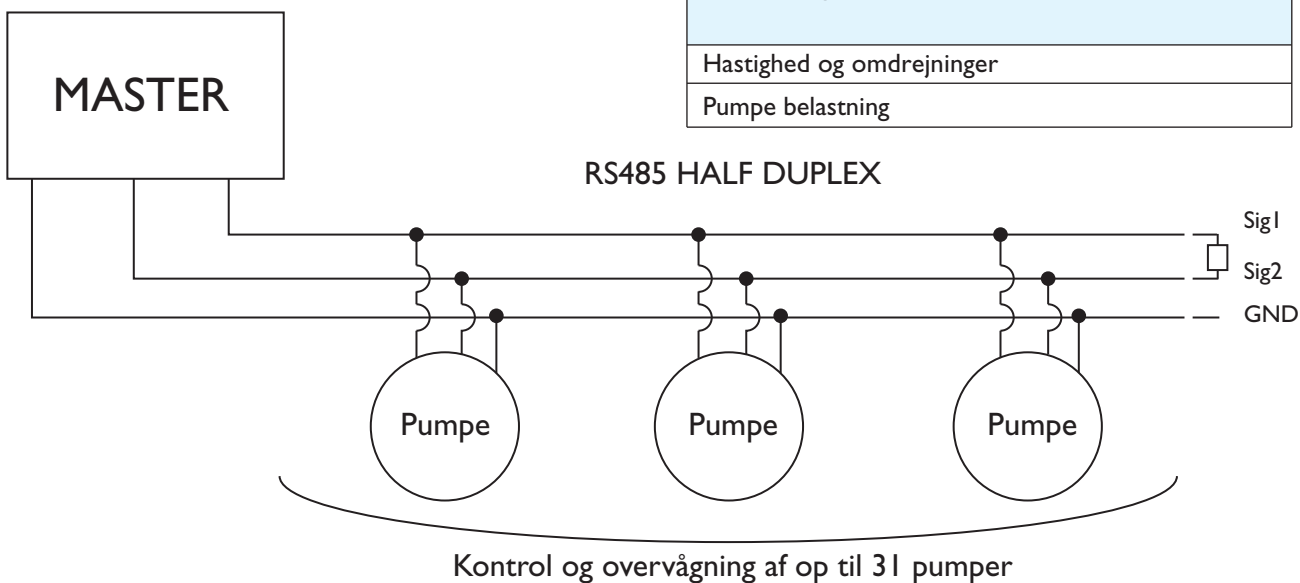 Hastighed og omdrejninger
Pumpe belastning
MASTER
RS485 HALF DUPLEX
Sig1
Sig2
GND
Pumpe
Pumpe
Pumpe
Kontrol og overvågning af op til 31 pumper